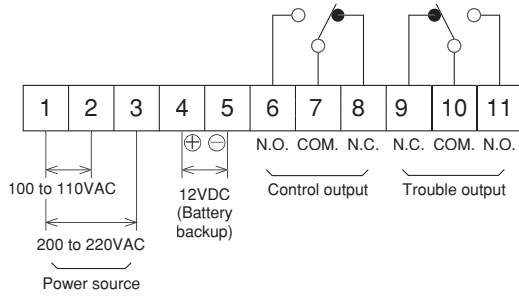 1 2 3 4 5 6 7 8 9 10 11
⊕ ⊖ N.O. COM. N.C. N.C. COM. N.O.
100 to 110VAC
12VDC
(Battery
backup)
Control output
Trouble output
200 to 220VAC
Power source